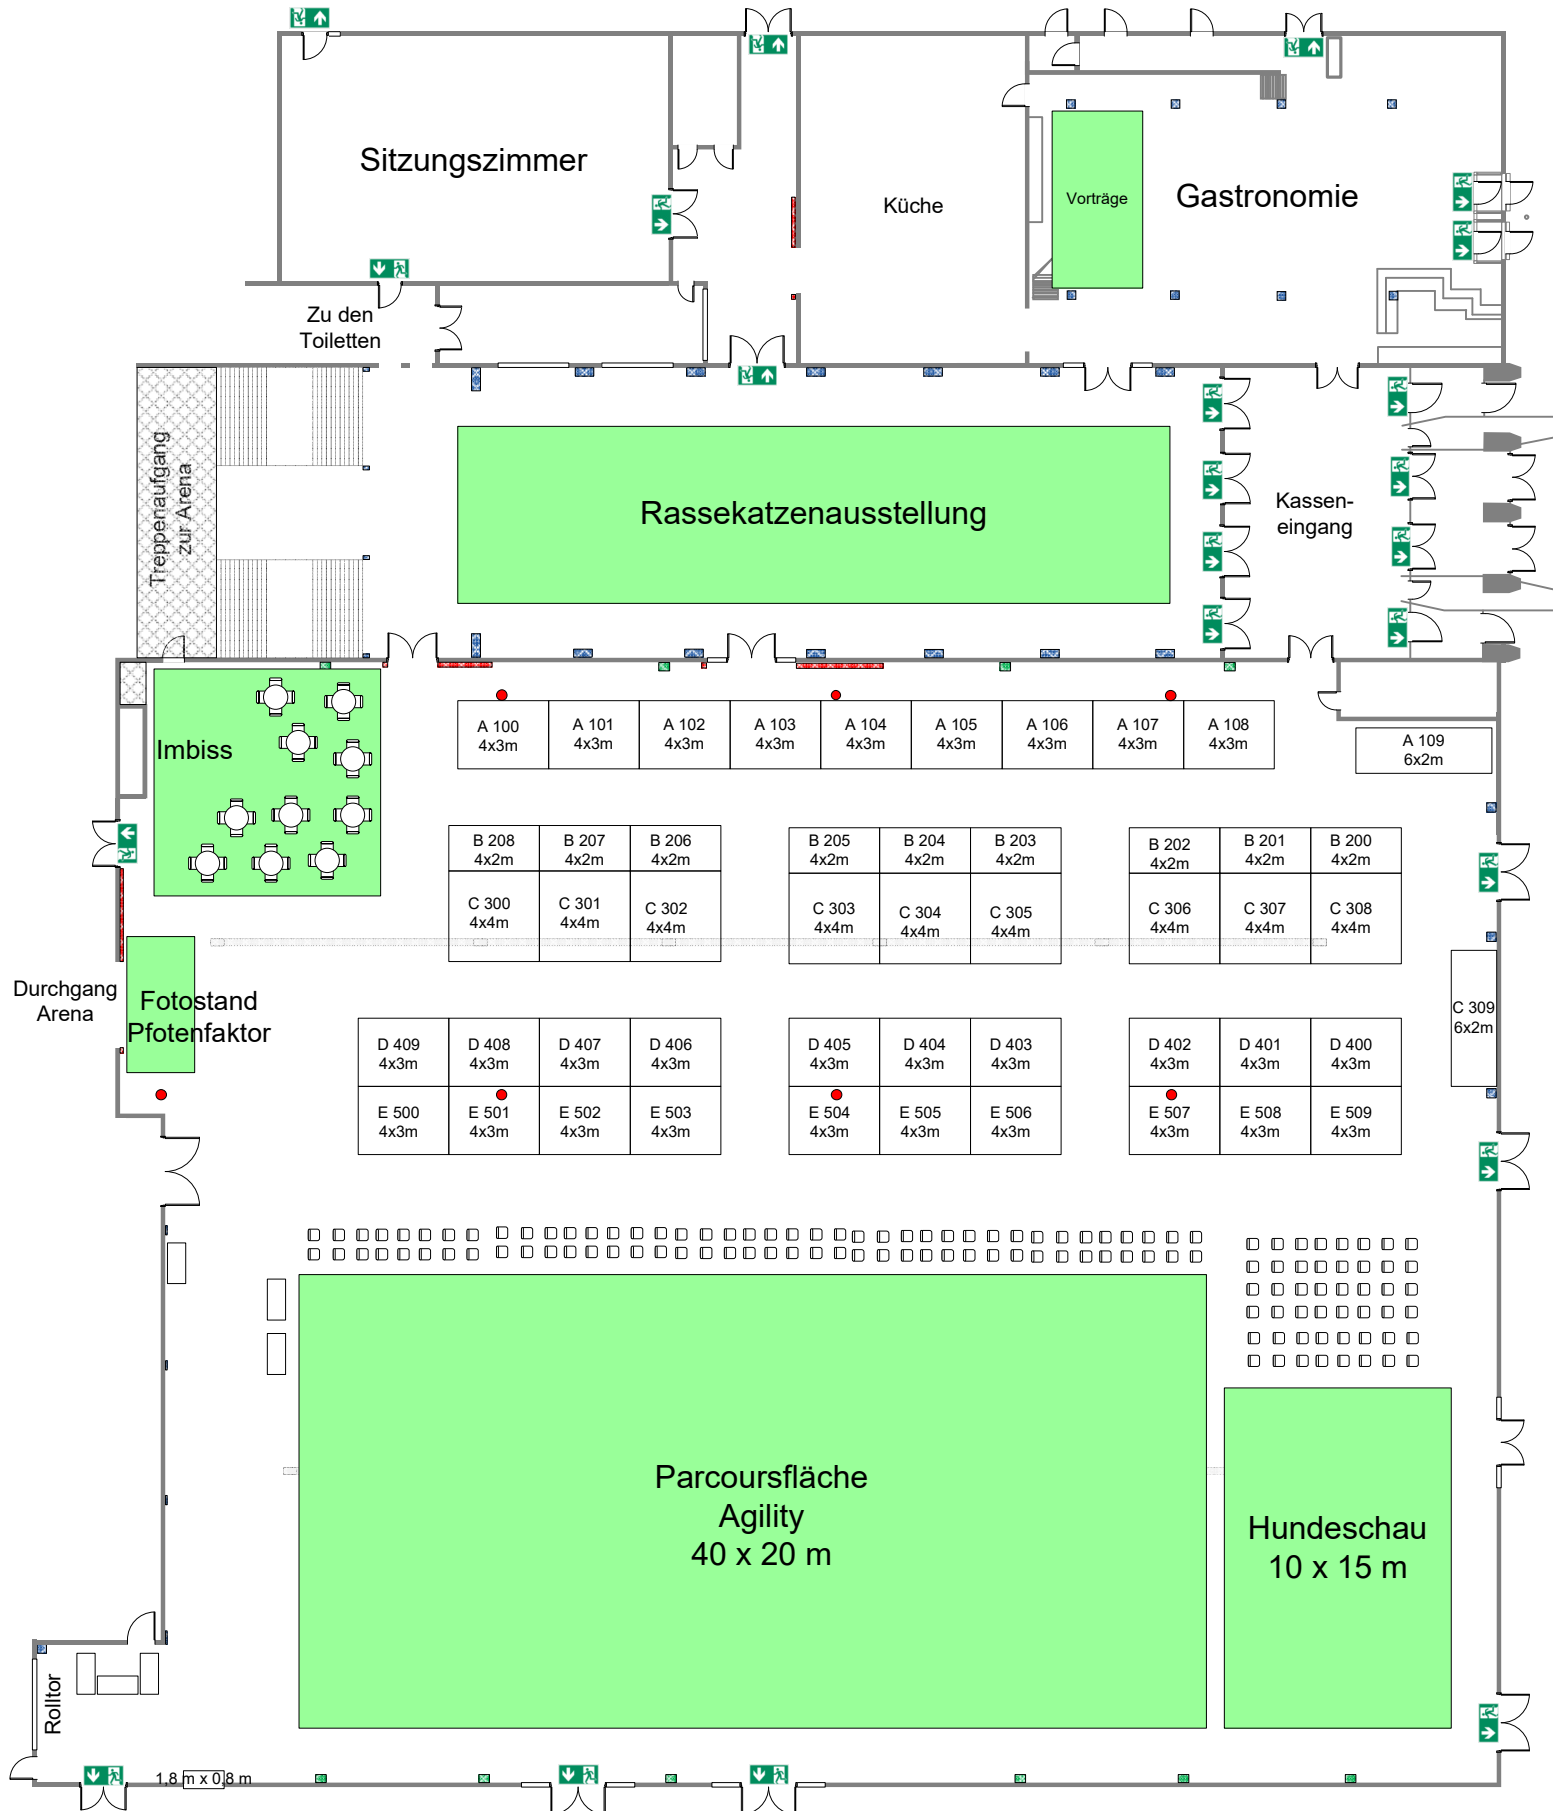 Sitzungszimmer
Küche
Vorträge
Gastronomie
Zu den
Toiletten
Treppenaufgang
zur Arena
Rassekatzenausstellung
Kassen-
eingang
Imbiss
A 100
4x3m
A 101
4x3m
A 102
4x3m
A 103
4x3m
A 104
4x3m
A 105
4x3m
A 106
4x3m
A 107
4x3m
A 108
4x3m
A 109
6x2m
B 208
4x2m
B 207
4x2m
B 206
4x2m
B 205
4x2m
B 204
4x2m
B 203
4x2m
B 202
4x2m
B 201
4x2m
B 200
4x2m
C 300
4x4m
C 301
4x4m
C 302
4x4m
C 303
4x4m
C 304
4x4m
C 305
4x4m
C 306
4x4m
C 307
4x4m
C 308
4x4m
Durchgang
Arena
Fotostand
Pfotenfaktor
C 309
6x2m
D 409
4x3m
D 408
4x3m
D 407
4x3m
D 406
4x3m
D 405
4x3m
D 404
4x3m
D 403
4x3m
D 402
4x3m
D 401
4x3m
D 400
4x3m
E 500
4x3m
E 501
4x3m
E 502
4x3m
E 503
4x3m
E 504
4x3m
E 505
4x3m
E 506
4x3m
E 507
4x3m
E 508
4x3m
E 509
4x3m
Parcoursfläche
Agility
40 x 20 m
Hundeschau
10 x 15 m
Rolltor
1,8 m x 0,8 m